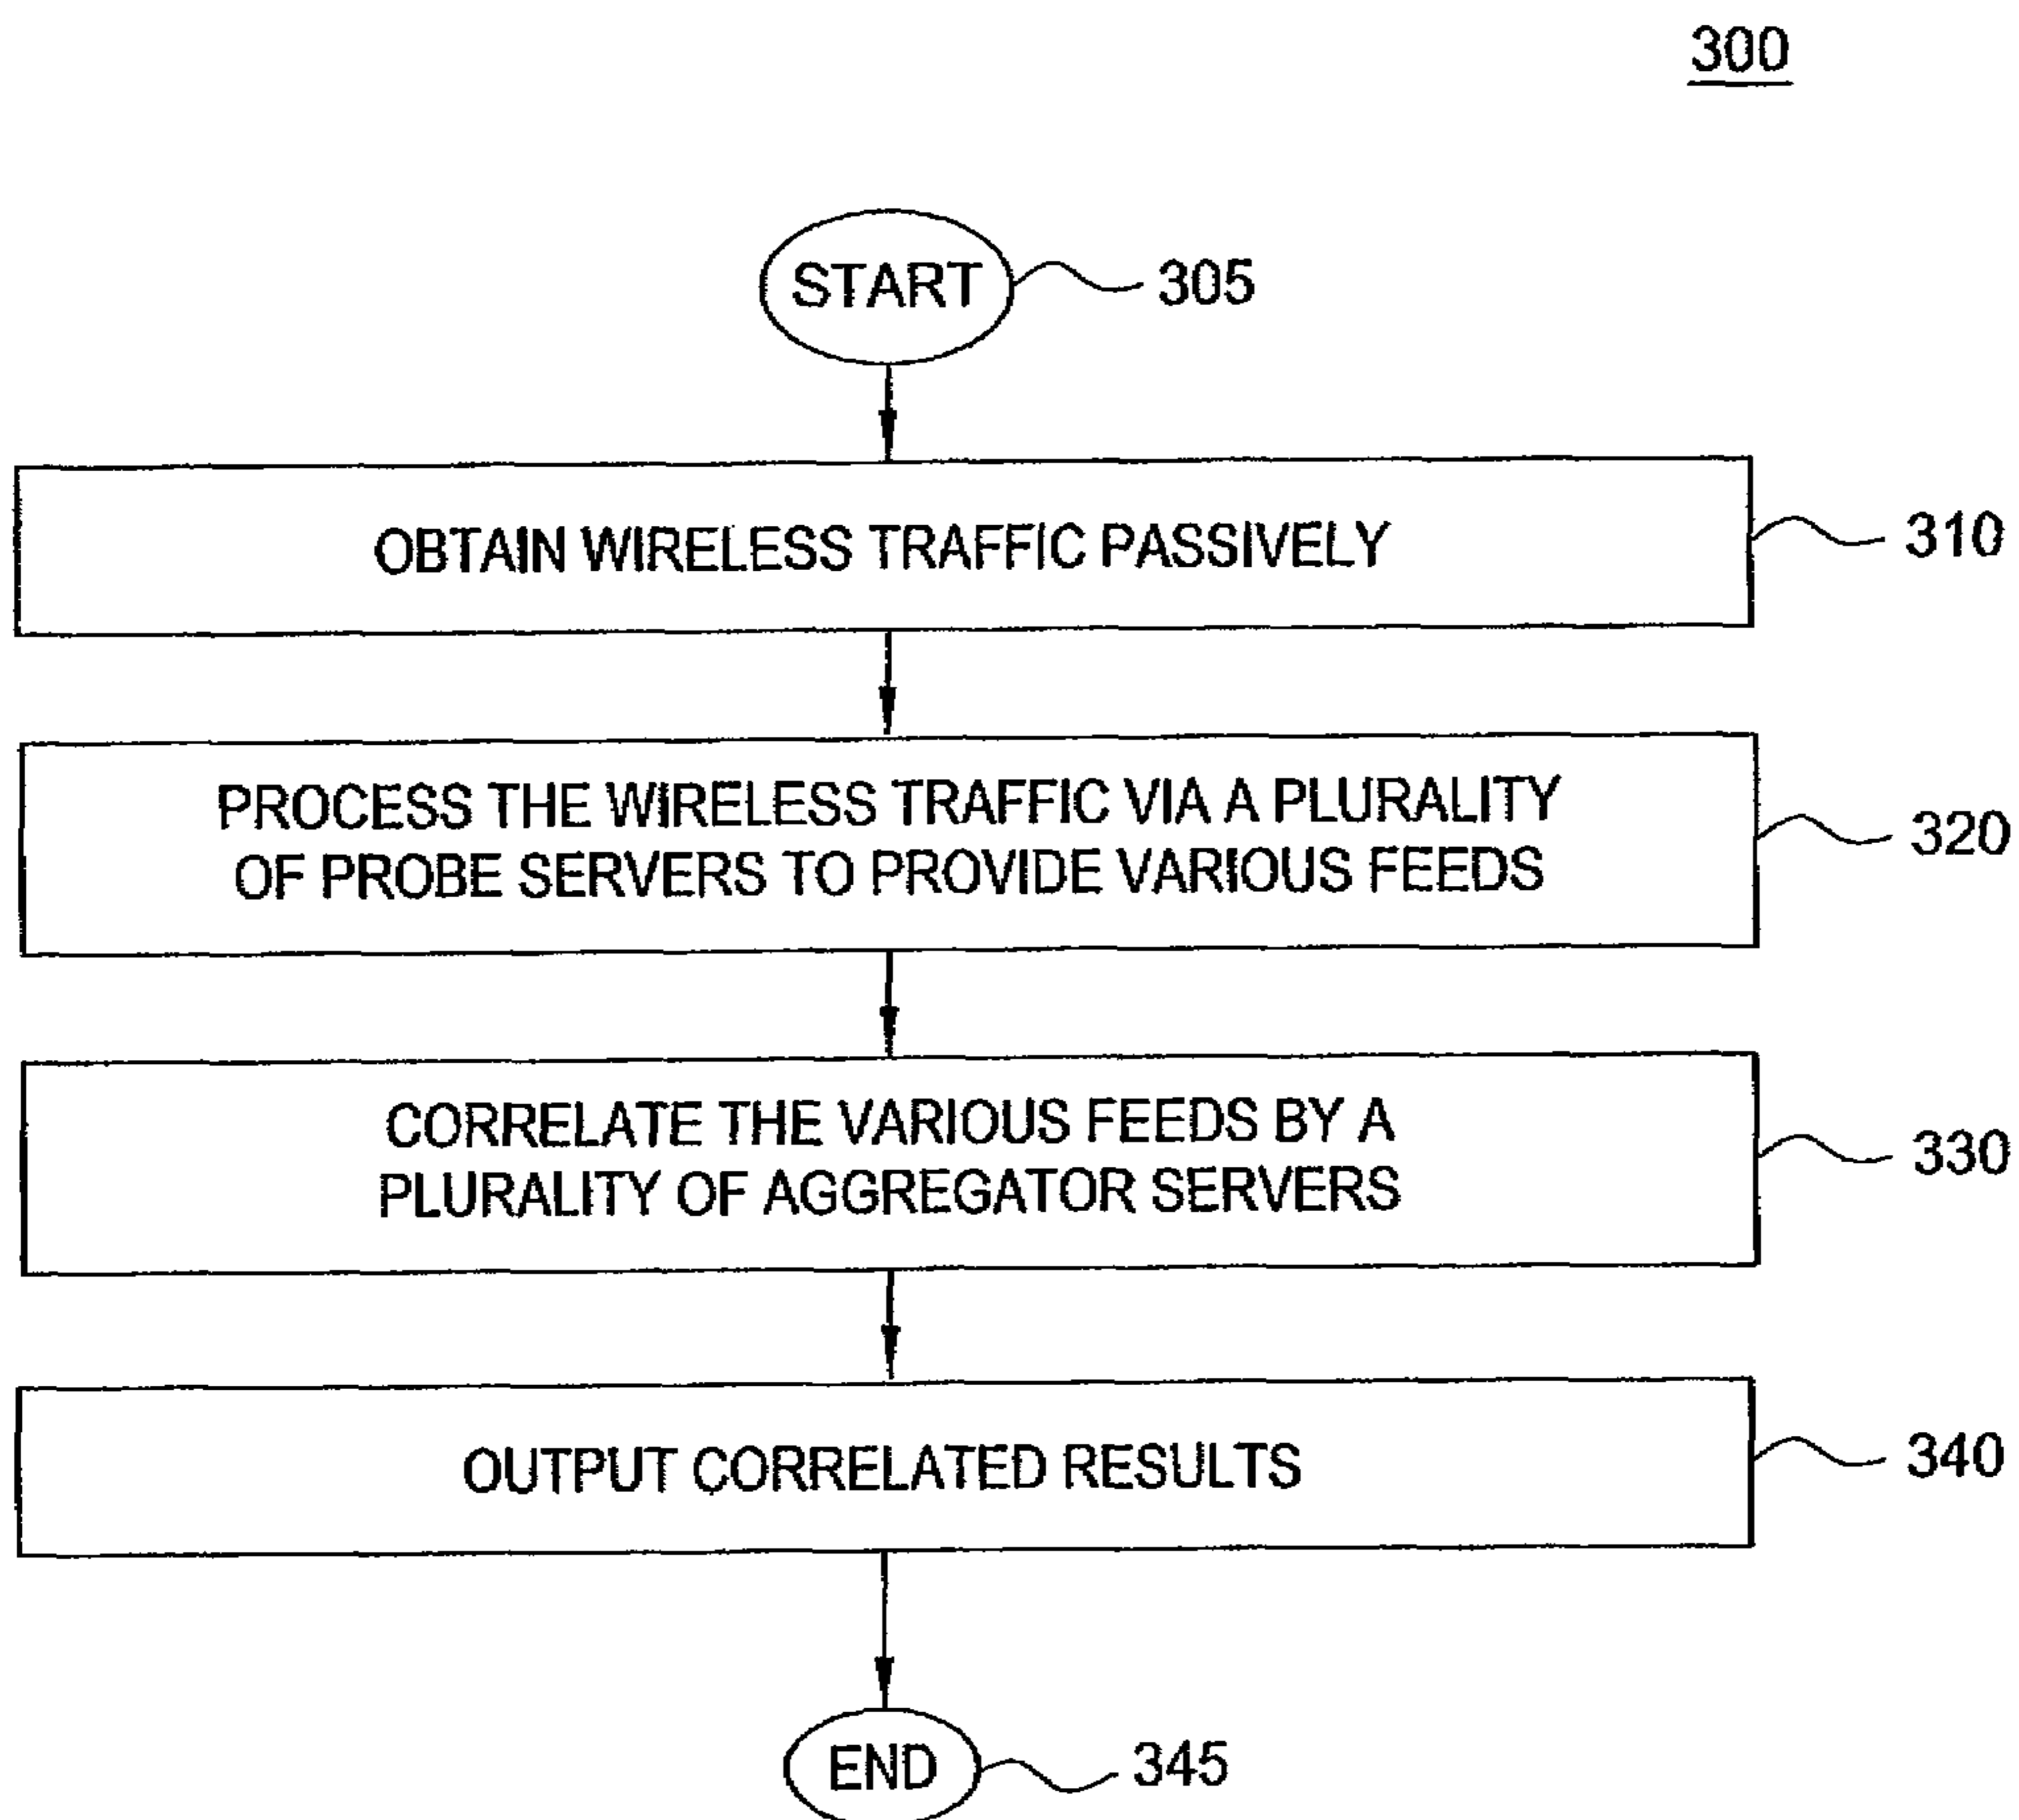 300
START 305
OBTAIN WIRELESS TRAFFIC PASSIVELY 310
PROCESS THE WIRELESS TRAFFIC VIA A PLURALITY
OF PROBE SERVERS TO PROVIDE VARIOUS FEEDS
320
CORRELATE THE VARIOUS FEEDS BY A
PLURALITY OF AGGREGATOR SERVERS
330
OUTPUT CORRELATED RESULTS 340
END 345